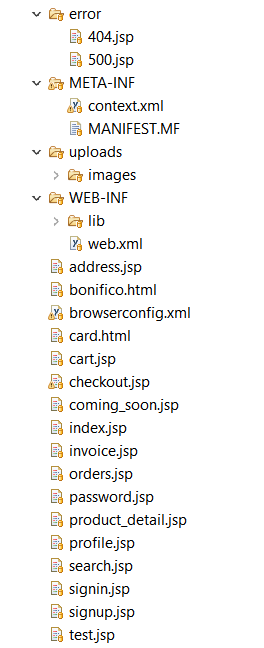 error
404.jsp
500.jsp
META-INF
context.xml
MANIFEST.MF
uploads
images
WEB-INF
lib
web.xml
address.jsp
bonifico.html
browserconfig.xml
card.html
cart.jsp
checkout.jsp
coming_soon.jsp
index.jsp
invoice.jsp
orders.jsp
password.jsp
product_detail.jsp
profile.jsp
search.jsp
signin.jsp
signup.jsp
test.jsp